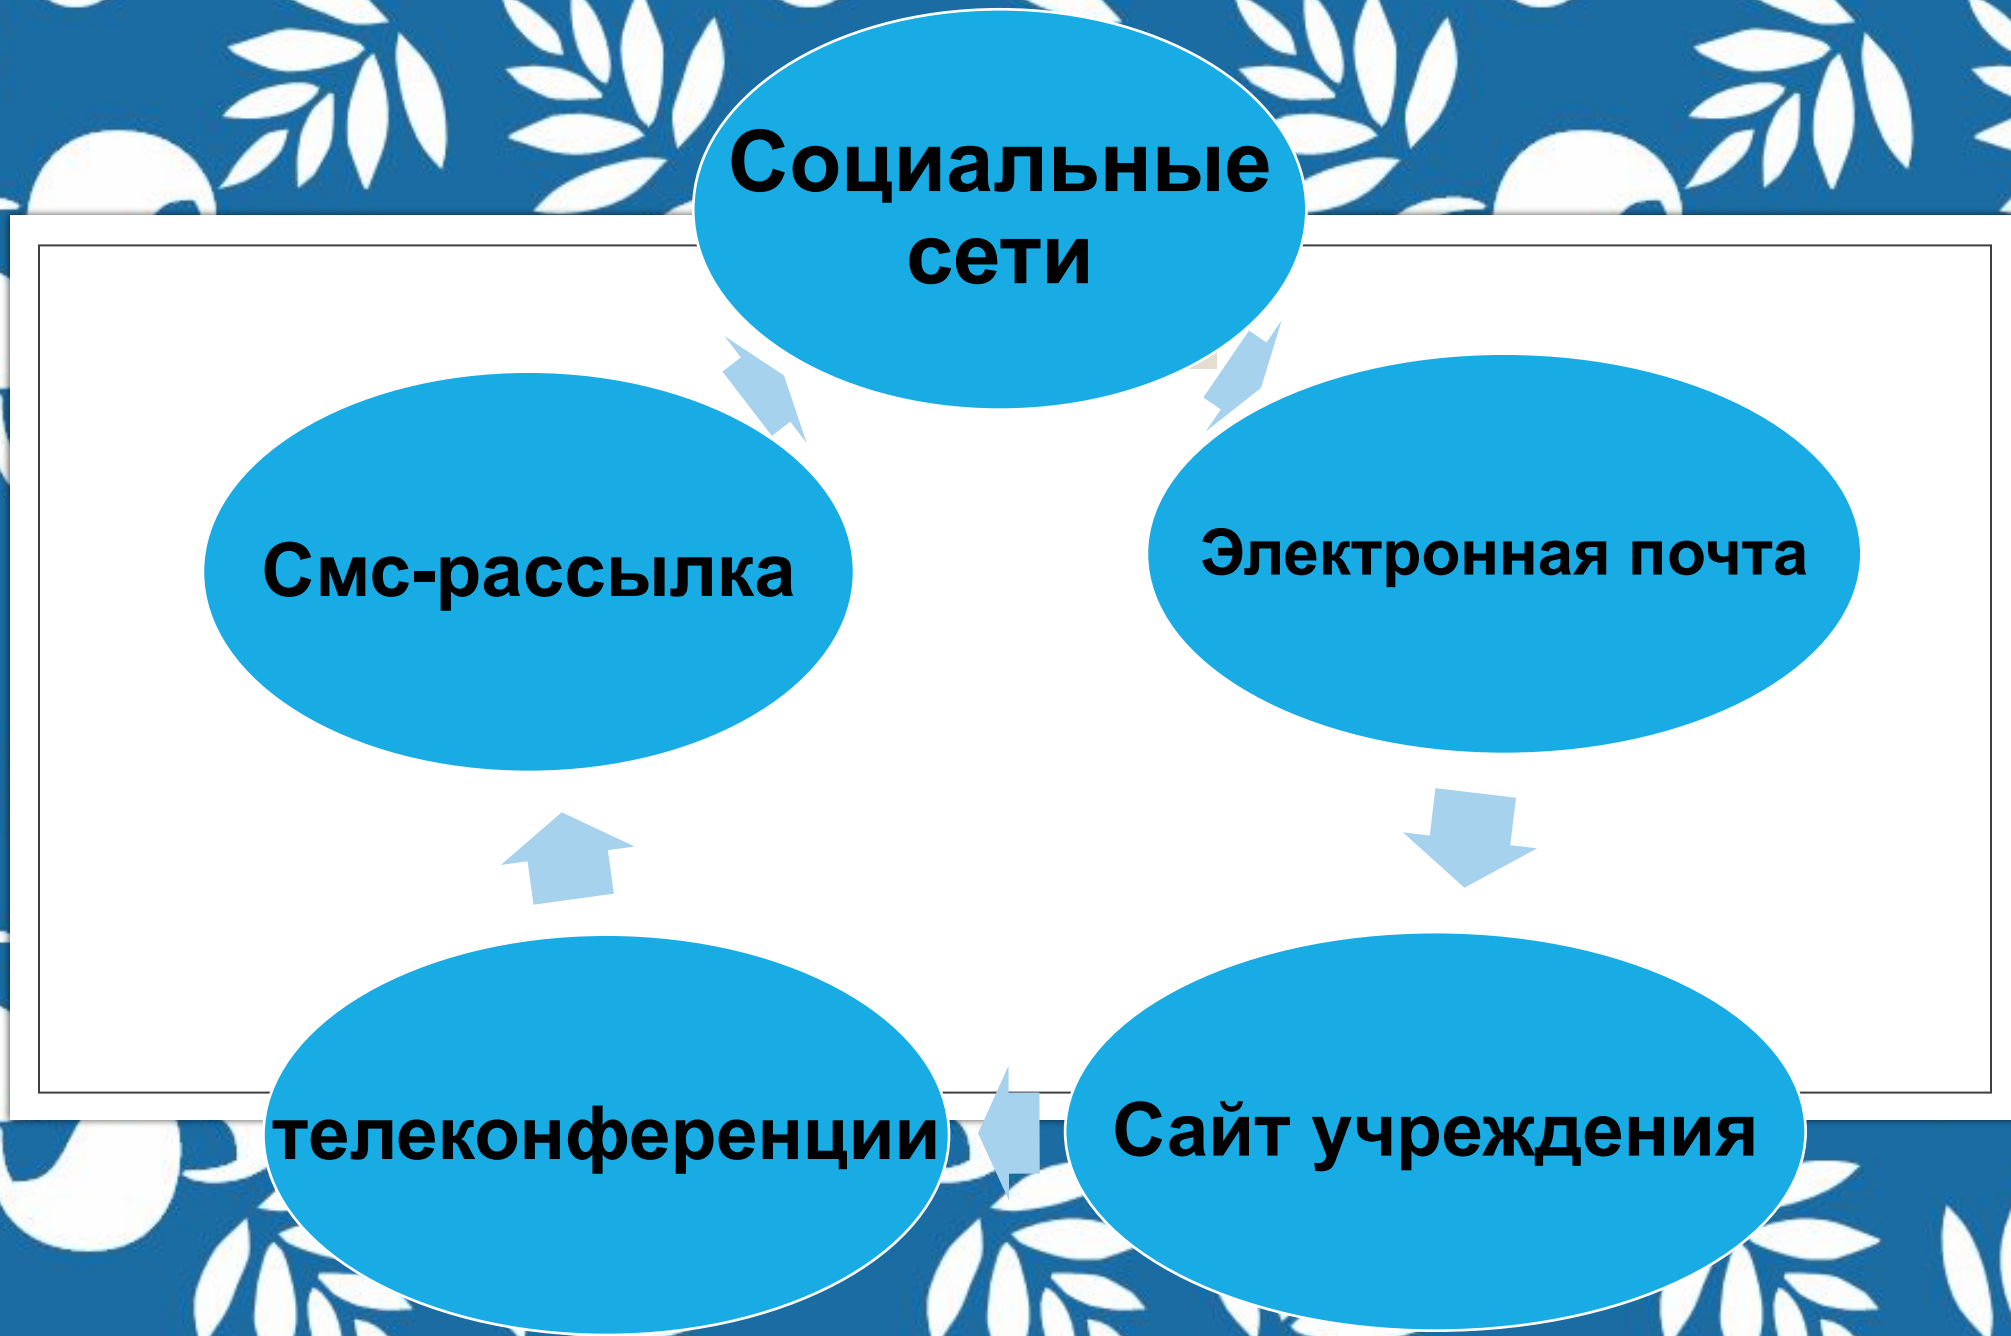 Социальные
сети
Смс-рассылка
Электронная почта
телеконференции
Сайт учреждения